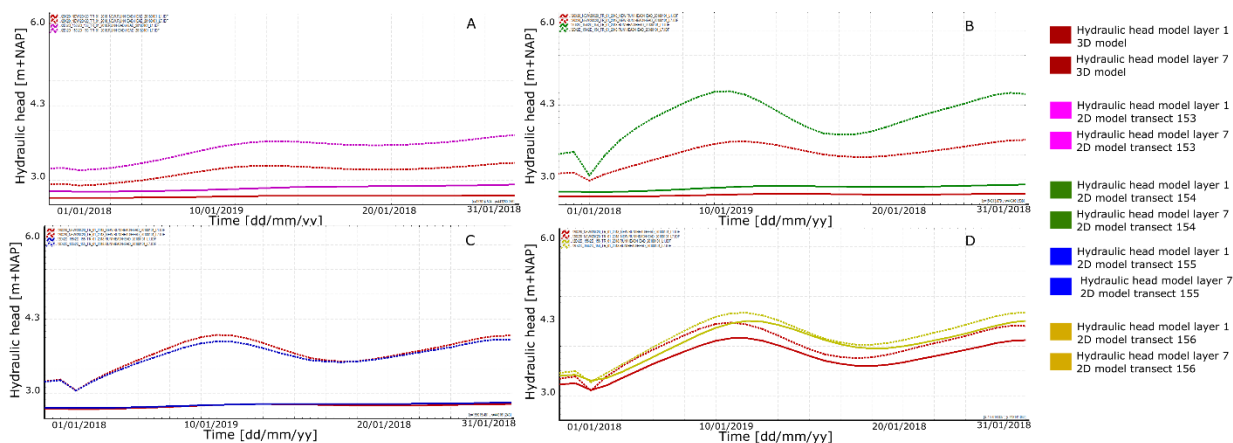 6.0
A
4.3
3.0
Hydraulic head [m+NAP]
01/01/2018
10/01/2019
20/01/2018
31/01/2018
Time [dd/mm/yy]
6.0
B
4.3
3.0
Hydraulic head [m+NAP]
01/01/2018
10/01/2019
20/01/2018
31/01/2018
Time [dd/mm/yy]
6.0
C
4.3
3.0
Hydraulic head [m+NAP]
01/01/2018
10/01/2019
20/01/2018
31/01/2018
Time [dd/mm/yy]
6.0
D
4.3
3.0
Hydraulic head [m+NAP]
01/01/2018
10/01/2019
20/01/2018
31/01/2018
Time [dd/mm/yy]
Hydraulic head model layer 1
3D model
Hydraulic head model layer 7
3D model
Hydraulic head model layer 1
2D model transect 153
Hydraulic head model layer 7
2D model transect 153
Hydraulic head model layer 1
2D model transect 154
Hydraulic head model layer 7
2D model transect 154
Hydraulic head model layer 1
2D model transect 155
Hydraulic head model layer 7
2D model transect 155
Hydraulic head model layer 1
2D model transect 156
Hydraulic head model layer 7
2D model transect 156